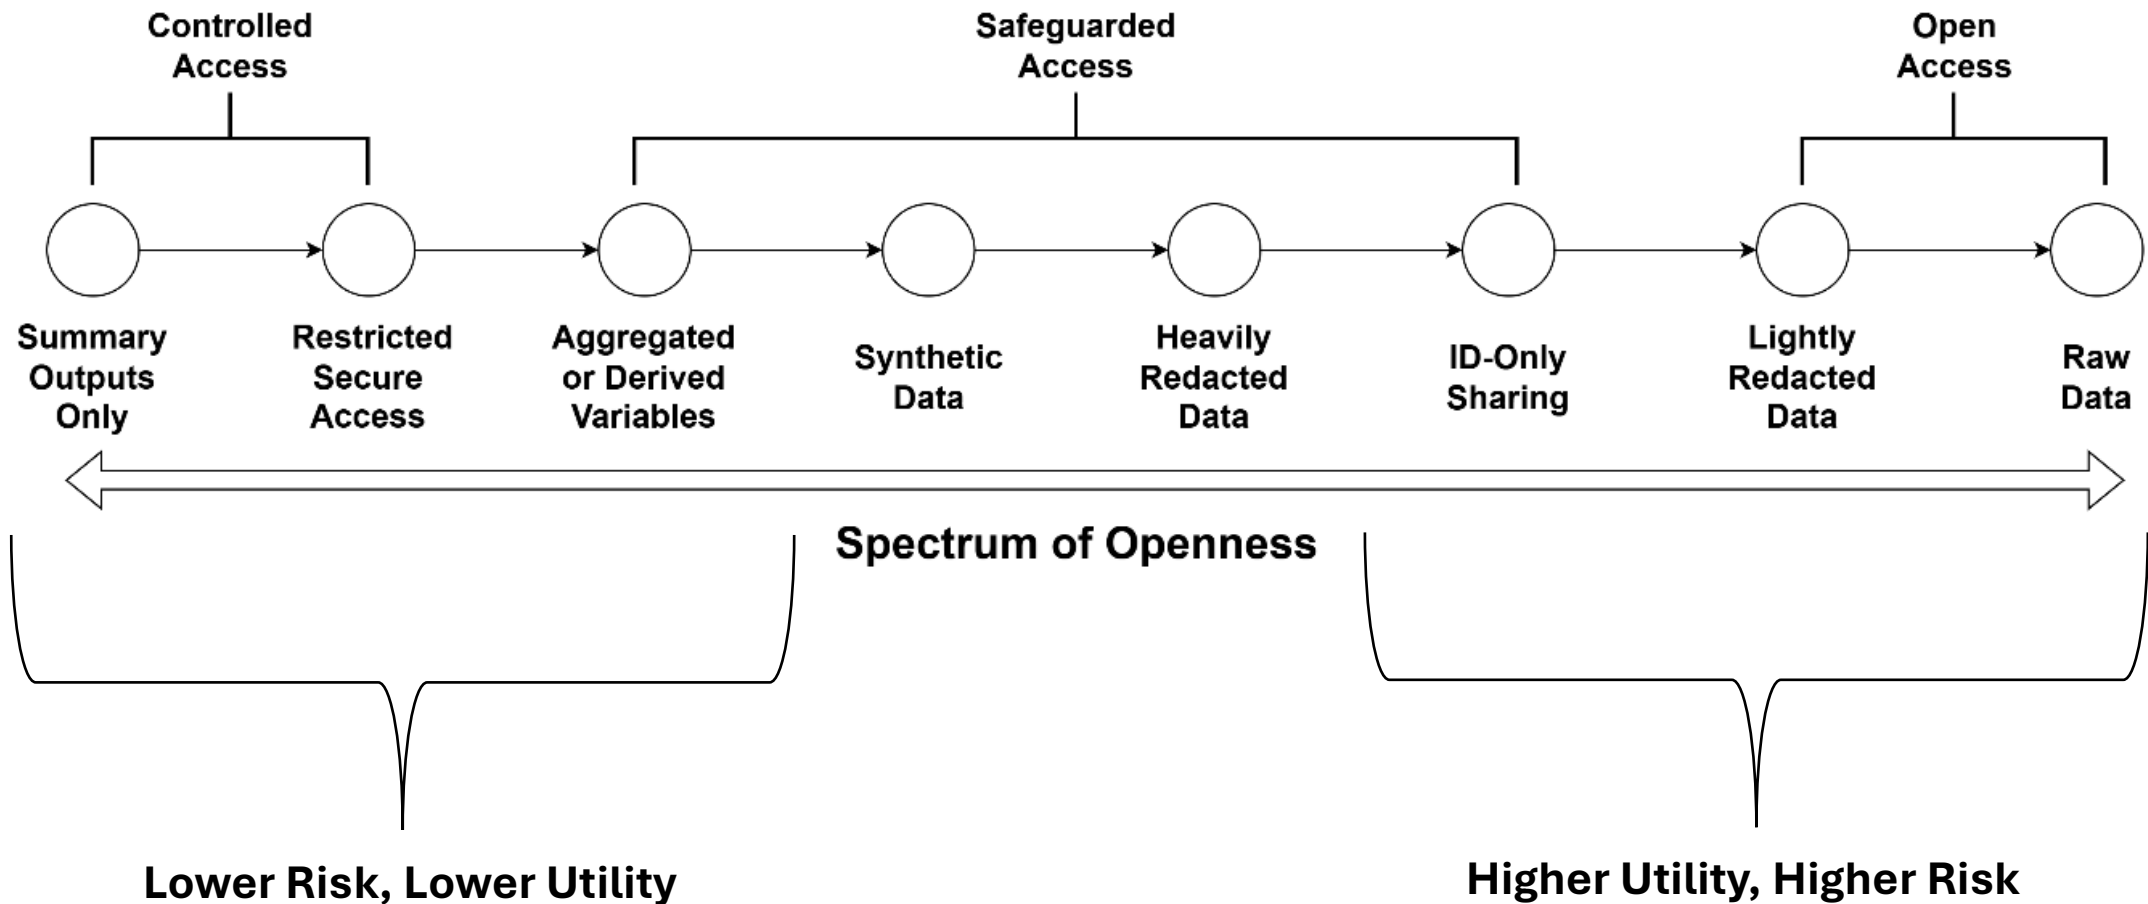 Controlled
Access
Safeguarded
Access
Open
Access
Summary
Outputs
Only
Restricted
Secure
Access
Aggregated
or Derived
Variables
Synthetic
Data
Heavily
Redacted
Data
ID-Only
Sharing
Lightly
Redacted
Data
Raw
Data
Spectrum of Openness
Lower Risk, Lower Utility
Higher Utility, Higher Risk